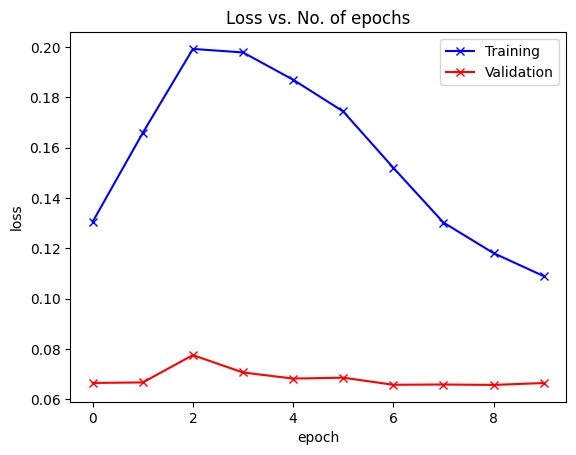 Loss vs. No. of epochs
Training
Validation
0.20
0.18
0.16
0.14
0.12
0.10
0.08
0.06
loss
0 2 4 6 8
epoch